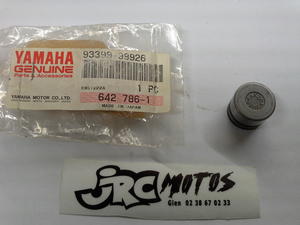 YAMAHA
GENUINE
Parts & Accessories
93399-99926
1 PC
642 786-1
YAMAHA MOTOR CO., LTD.
MADE IN JAPAN
JRC MOTOS
Gien 02 38 67 02 33